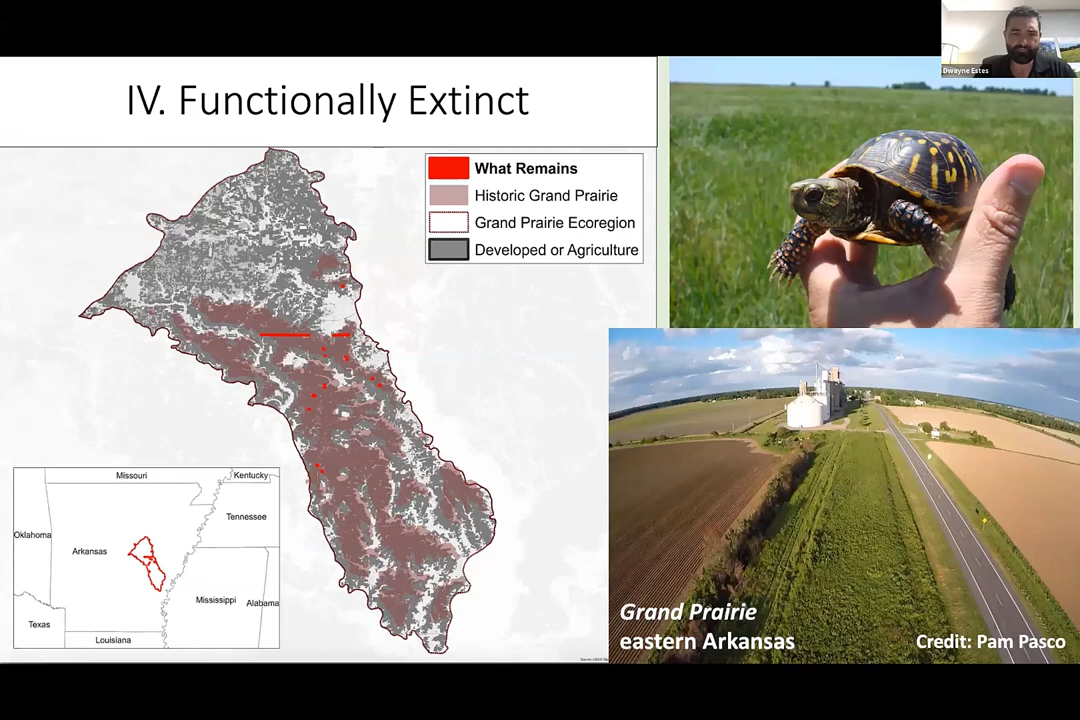 Dwayne Estes
IV. Functionally Extinct
What Remains
Historic Grand Prairie
Grand Prairie Ecoregion
Developed or Agriculture
Missouri
Kentucky
Oklahoma
Tennessee
Arkansas
Mississippi
Alabama
Texas
Louisiana
Grand Prairie
eastern Arkansas
Credit: Pam Pasco